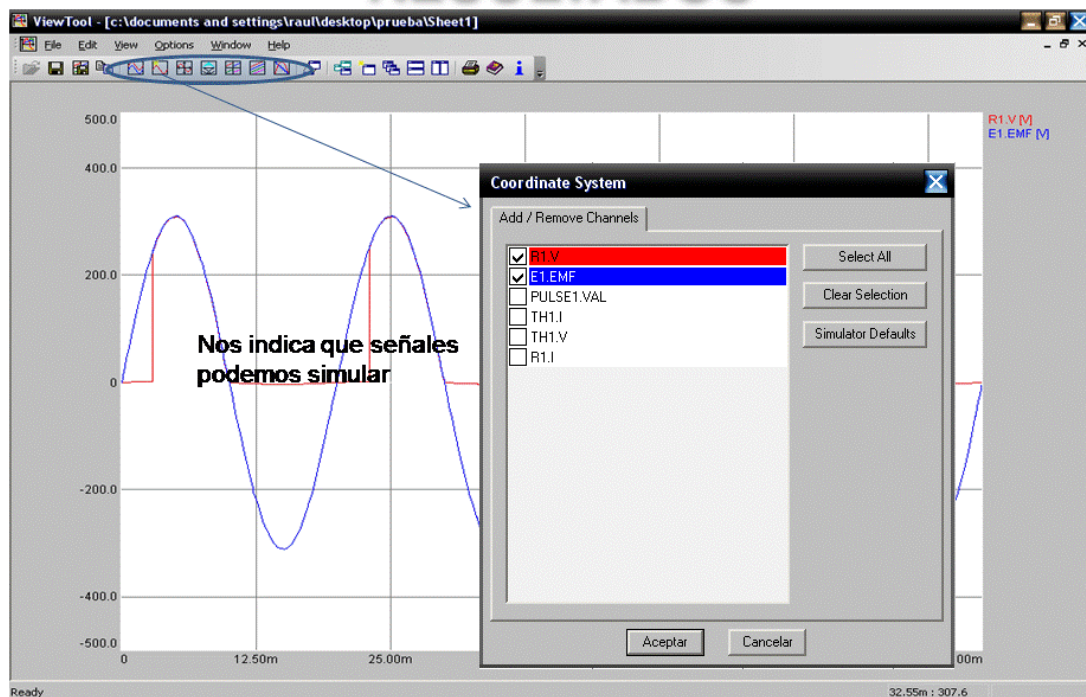 RESULTADOS
ViewTool - [c:\documents and settings\raul\desktop\prueba\Sheet1]
File Edit View Options Window Help
500.0
400.0
200.0
0
-200.0
-400.0
-500.0
0 12.50m 25.00m 00m
R1.V [V]
E1.EMF [V]
Nos indica que señales
podemos simular
Coordinate System
Add / Remove Channels
R1.V
E1.EMF
PULSE1.VAL
TH1.I
TH1.V
R1.I
Select All
Clear Selection
Simulator Defaults
Aceptar Cancelar
Ready 32.55m : 307.6